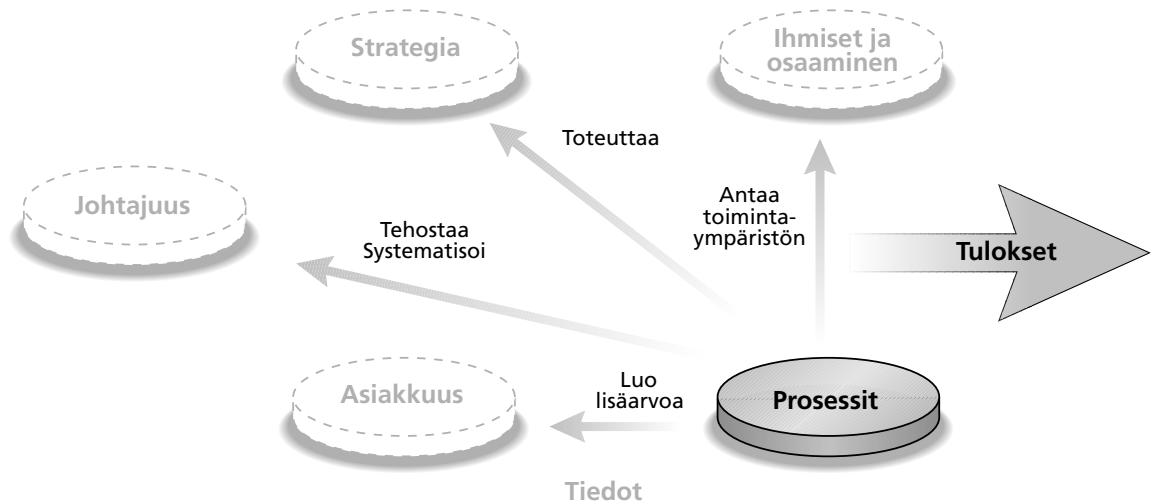 Strategia
Ihmiset ja
osaaminen
Toteuttaa
Johtajuus
Tehostaa
Systematisoi
Antaa
toiminta-
ympäristön
Tulokset
Asiakkuus
Luo
lisäarvoa
Prosessit
Tiedot